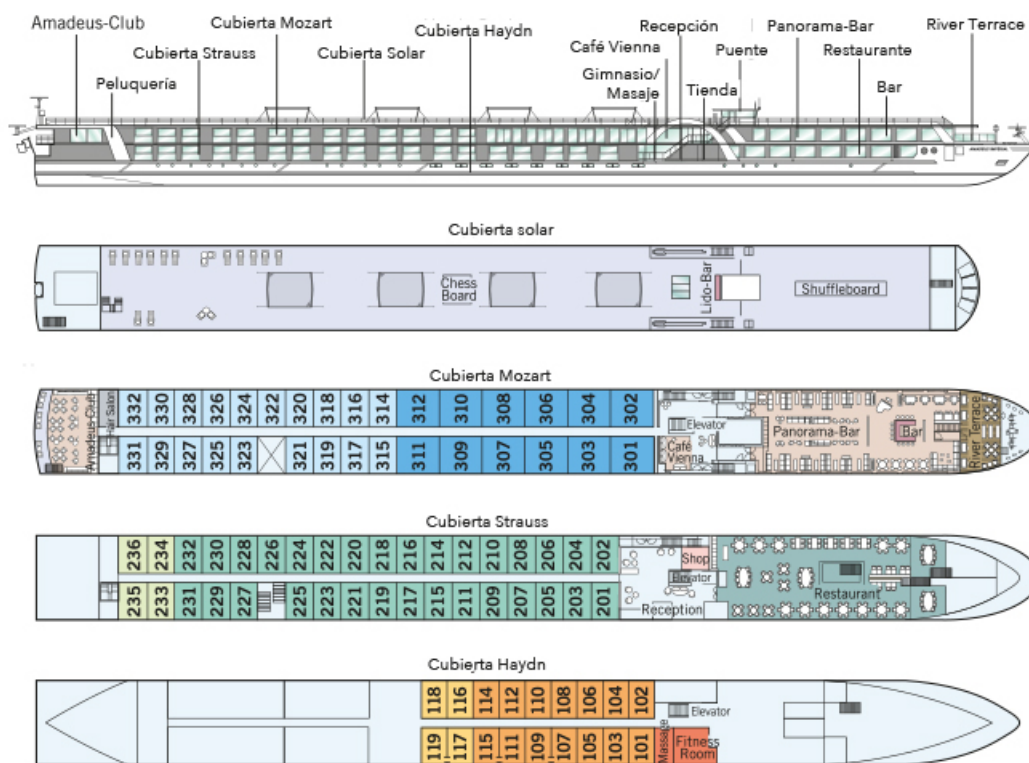 Amadeus-Club
Cubierta Mozart
Cubierta Haydn
Recepción
Panorama-Bar
River Terrace
Cubierta Strauss
Cubierta Solar
Café Vienna
Puente
Restaurante
Peluquería
Gimnasio/
Masaje
Tienda
Bar
Cubierta solar
Chess
Board
Lido-Bar
Shuffleboard
Cubierta Mozart
Amadeus-Club
Hair Salon
332 330 328 326 324 322 320 318 316 314 312 310 308 306 304 302
331 329 327 325 323 321 319 317 315 311 309 307 305 303 301
Elevator
Café
Vienna
Panorama-Bar
Bar
River Terrace
Cubierta Strauss
236 234 232 230 228 226 224 222 220 218 216 214 212 210 208 206 204 202
235 233 231 229 227 225 223 221 219 217 215 211 209 207 205 203 201
Shop
Elevator
Reception
Restaurant
Cubierta Haydn
118 116 114 112 110 108 106 104 102
119 117 115 111 109 107 105 103 101
Elevator
Massage
Fitness
Room